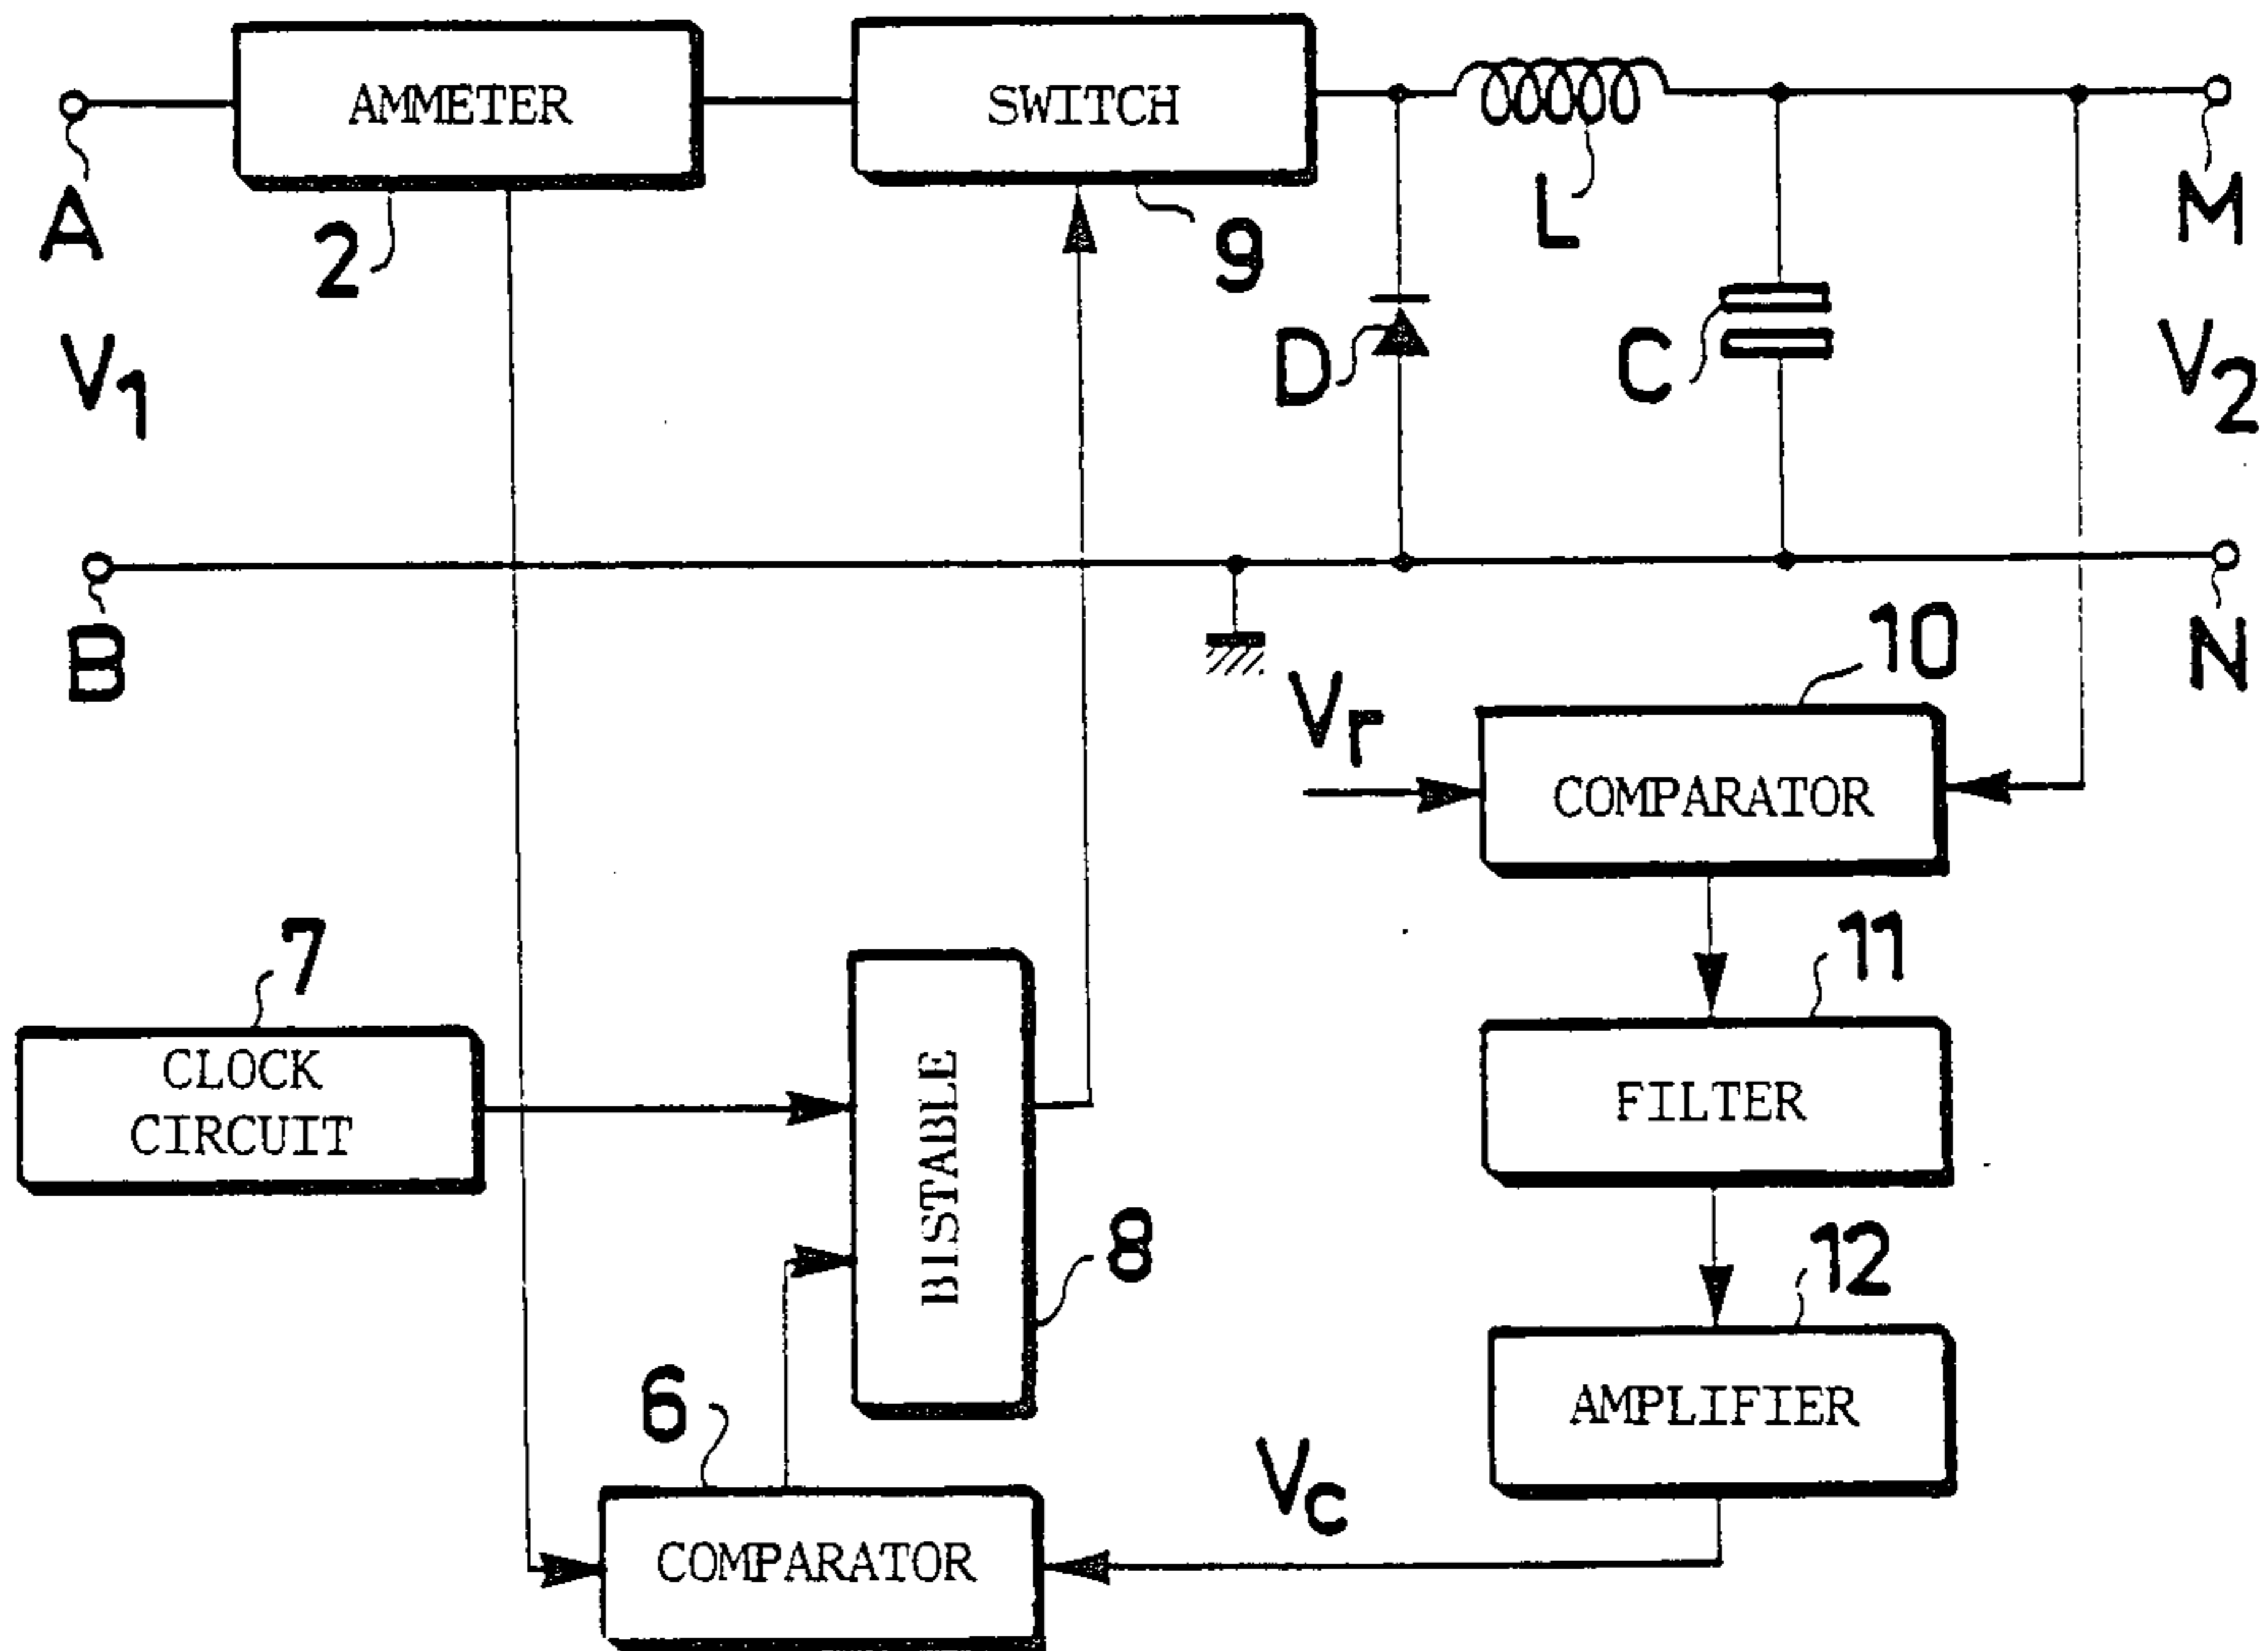 AMMETER
SWITCH
A
2
9
L
M
V1
D
C
V2
B
N
10
Vr
COMPARATOR
7
11
CLOCK
CIRCUIT
BISTABLE
FILTER
8
12
6
AMPLIFIER
VC
COMPARATOR